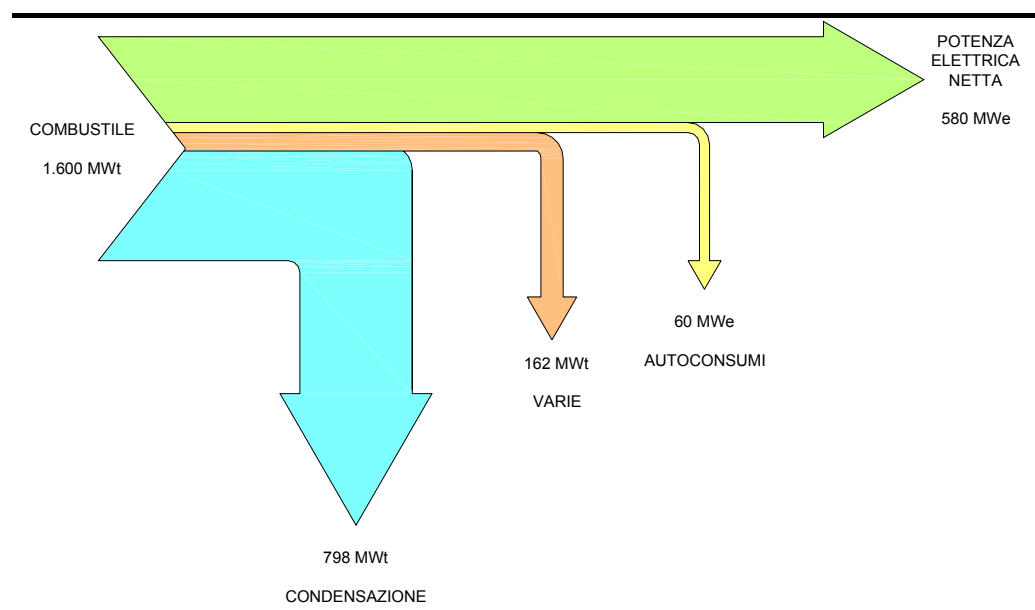 POTENZA
ELETTRICA
NETTA
580 MWe
COMBUSTILE
1.600 MWt
60 MWe
AUTOCONSUMI
162 MWt
VARIE
798 MWt
CONDENSAZIONE